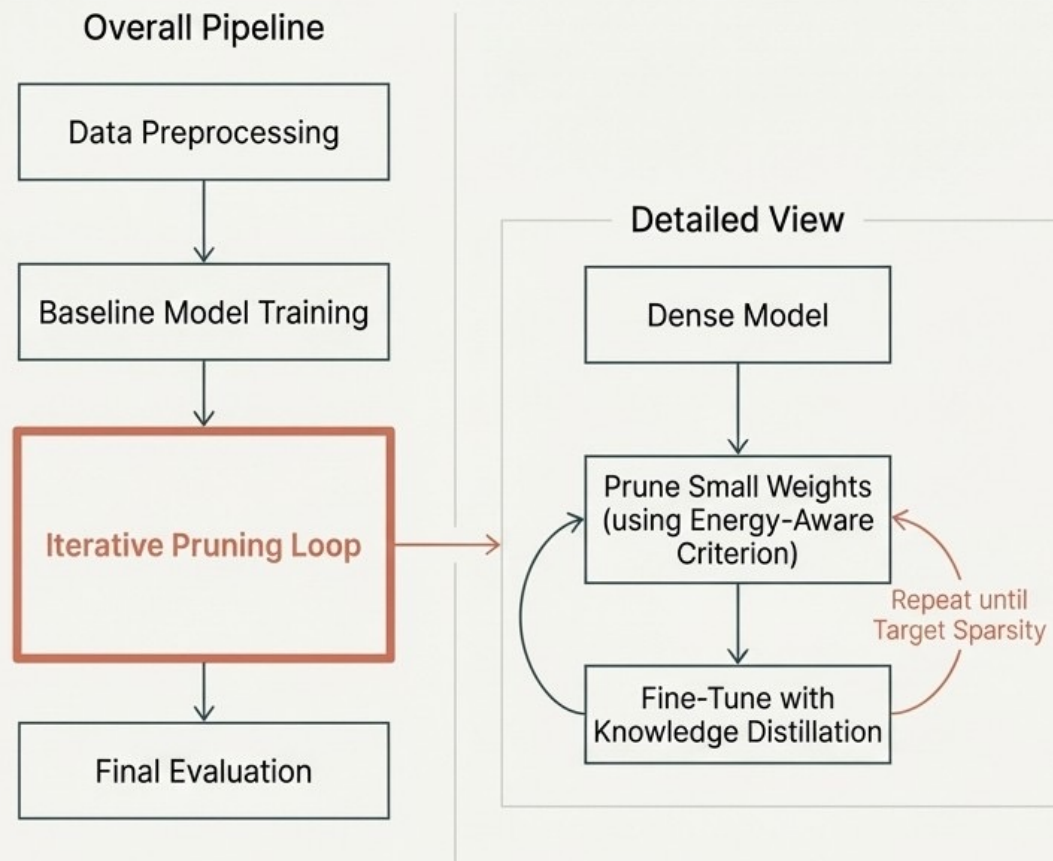 Overall Pipeline
Data Preprocessing
Baseline Model Training
Iterative Pruning Loop
Final Evaluation
Detailed View
Dense Model
Prune Small Weights
(using Energy-Aware
Criterion)
Repeat until
Target Sparsity
Fine-Tune with
Knowledge Distillation